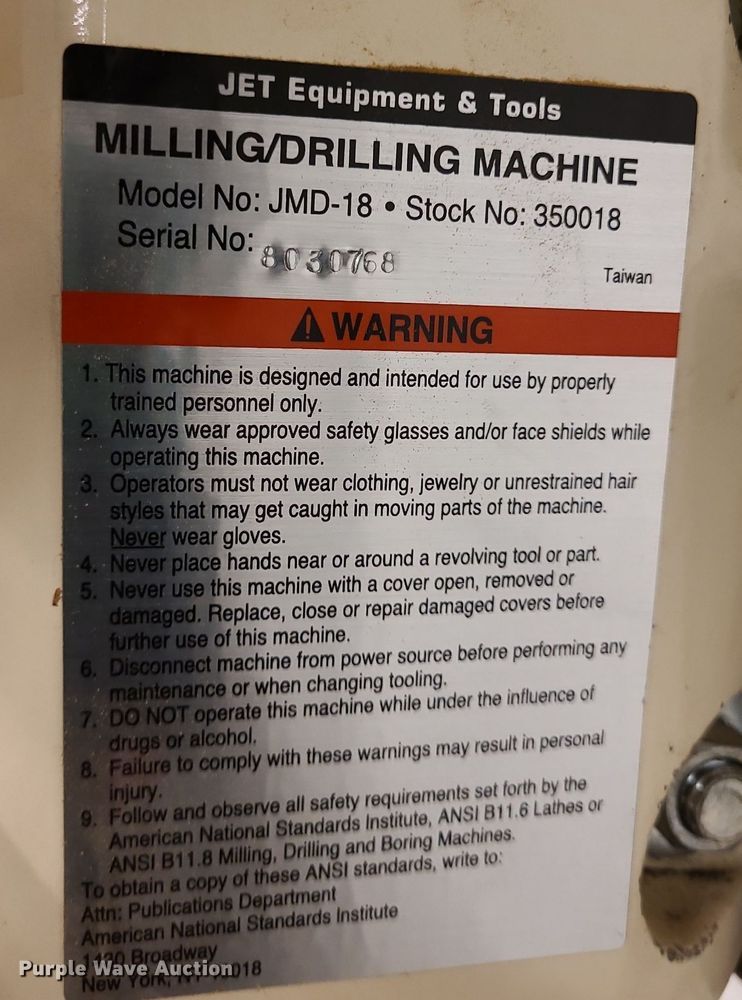 JET Equipment & Tools
MILLING/DRILLING MACHINE
Model No: JMD-18 • Stock No: 350018
Serial No: 8030768
Taiwan
WARNING
1. This machine is designed and intended for use by properly
trained personnel only.
2. Always wear approved safety glasses and/or face shields while
operating this machine.
3. Operators must not wear clothing, jewelry or unrestrained hair
styles that may get caught in moving parts of the machine.
Never wear gloves.
4. Never place hands near or around a revolving tool or part.
5. Never use this machine with a cover open, removed or
damaged. Replace, close or repair damaged covers before
further use of this machine.
6. Disconnect machine from power source before performing any
maintenance or when changing tooling.
7. DO NOT operate this machine while under the influence of
drugs or alcohol.
8. Failure to comply with these warnings may result in personal
injury.
9. Follow and observe all safety requirements set forth by the
American National Standards Institute, ANSI B11.6 Lathes or
ANSI B11.8 Milling, Drilling and Boring Machines.
To obtain a copy of these ANSI standards, write to:
Attn: Publications Department
American National Standards Institute
Broadway
Purple Wave Auction
New York, NY